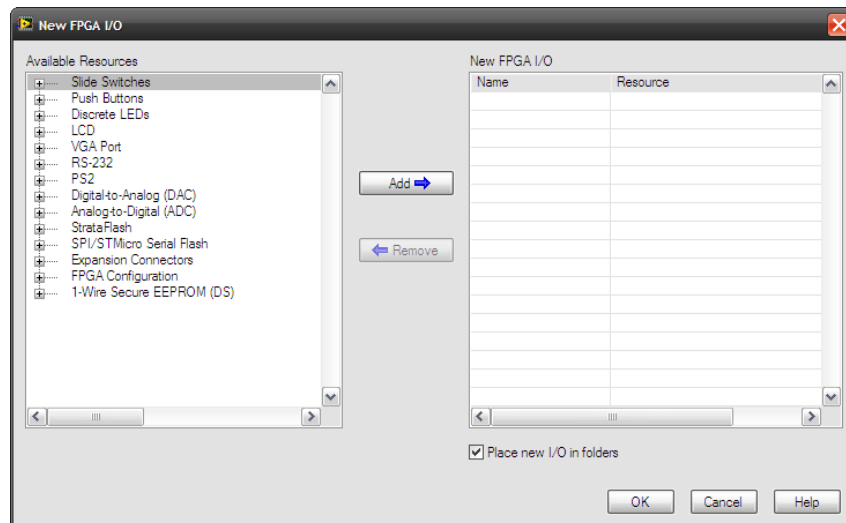 New FPGA I/O
Available Resources
Slide Switches
Push Buttons
Discrete LEDs
LCD
VGA Port
RS-232
PS2
Digital-to-Analog (DAC)
Analog-to-Digital (ADC)
StrataFlash
SPI/STMicro Serial Flash
Expansion Connectors
FPGA Configuration
1-Wire Secure EEPROM (DS)
Add
Remove
New FPGA I/O
Name Resource
Place new I/O in folders
OK Cancel Help